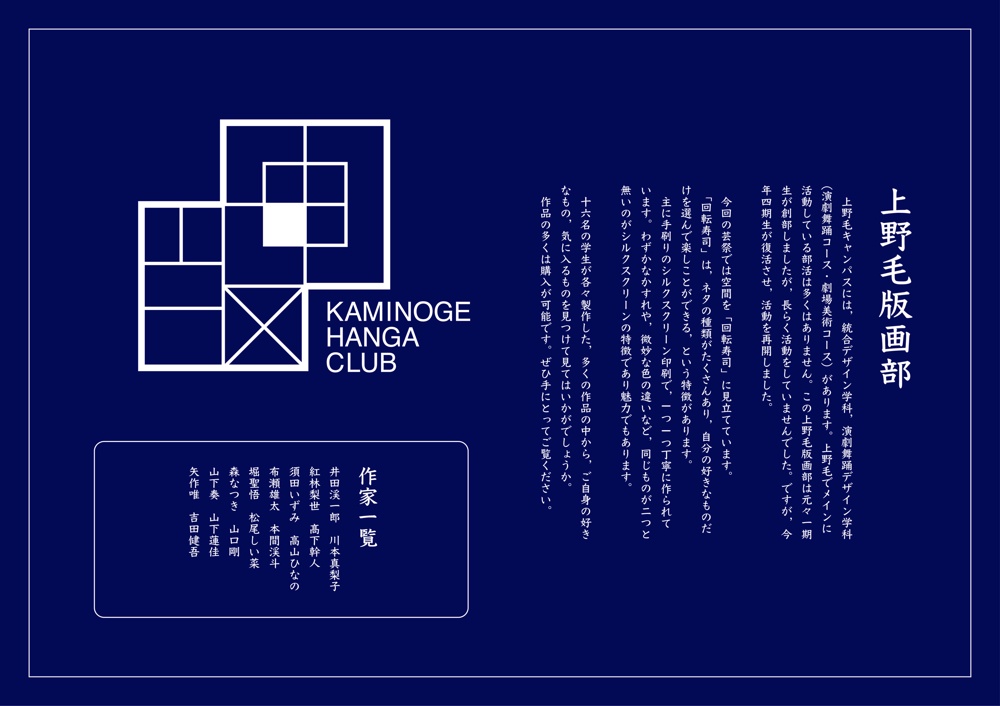 上野毛版画部
上野毛キャンパスには、統合デザイン学科、演劇舞踊デザイン学科
(演劇舞踊コース・劇場美術コース)があります。上野毛でメインに
活動している部活は多くはありません。この上野毛版画部は元々一期
生が創部しましたが、長らく活動をしていませんでした。ですが、今
年四期生が復活させ、活動を再開しました。
今回の芸祭では空間を「回転寿司」に見立てています。
「回転寿司」は、ネタの種類がたくさんあり、自分の好きなものだ
けを選んで楽しことができる、という特徴があります。
主に手刷りのシルクスクリーン印刷で、一つ一つ丁寧に作られて
います。わずかなかすれや、微妙な色の違いなど、同じものが二つと
無いのがシルクスクリーンの特徴であり魅力でもあります。
十六名の学生が各々製作した、多くの作品の中から、ご自身の好き
なもの、気に入るものを見つけて見てはいかがでしょうか。
作品の多くは購入が可能です。ぜひ手にとってご覧ください。
KAMINOGE
HANGA
CLUB
作家一覧
井田渓一郎 川本真梨子
紅林梨世 高下幹人
須田いずみ 高山ひなの
布瀬雄太 本間渓斗
堀聖悟 松尾しい菜
森なつき 山口剛
山下奏 山下蓮佳
矢作唯 吉田健吾